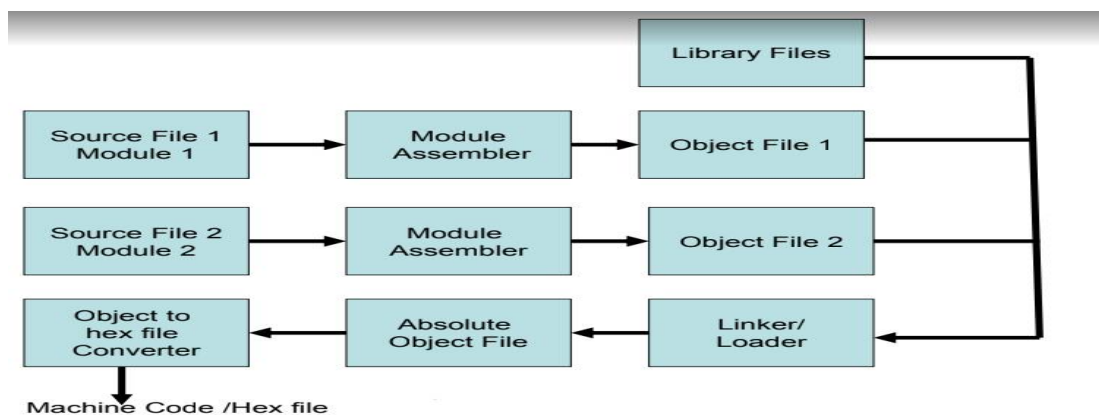 Library Files
Source File 1
Module 1
Module
Assembler
Object File 1
Source File 2
Module 2
Module
Assembler
Object File 2
Object to
hex file
Converter
Absolute
Object File
Linker/
Loader
Machine Code /Hex file